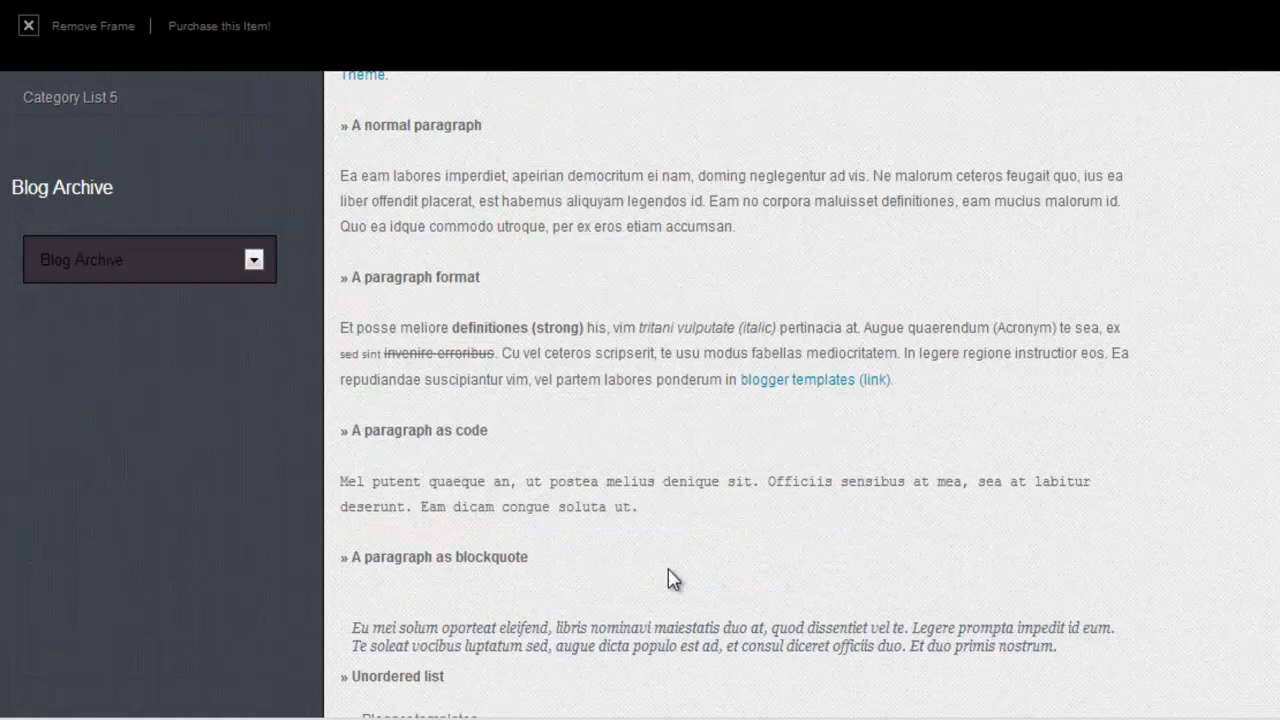 Remove Frame | Purchase this Item!
Theme.
Category List 5
Blog Archive
Blog Archive
» A normal paragraph
Ea eam labores imperdiet, apeirian democritum ei nam, doming neglegentur ad vis. Ne malorum ceteros feugait quo, ius ea
liber offendit placerat, est habemus aliquyam legendos id. Eam no corpora maluisset definitiones, eam mucius malorum id.
Quo ea idque commodo utroque, per ex eros etiam accumsan.
» A paragraph format
Et posse meliore definitiones (strong) his, vim tritani vulputate (italic) pertinacia at. Augue quaerendum (Acronym) te sea, ex
sed sint invenire erroribus. Cu vel ceteros scripserit, te usu modus fabellas mediocritatem. In legere regione instructior eos. Ea
repudiandae suscipiantur vim, vel partem labores ponderum in blogger templates (link).
» A paragraph as code
Mel putent quaeque an, ut postea melius denique sit. Officiis sensibus at mea, sea at labitur
deserunt. Eam dicam congue soluta ut.
» A paragraph as blockquote
Eu mei solum oporteat eleifend, libris nominavi maiestatis duo at, quod dissentiet vel te. Legere prompta impedit id eum.
Te soleat vocibus luptatum sed, augue dicta populo est ad, et consul diceret officiis duo. Et duo primis nostrum.
» Unordered list
Blogger templates